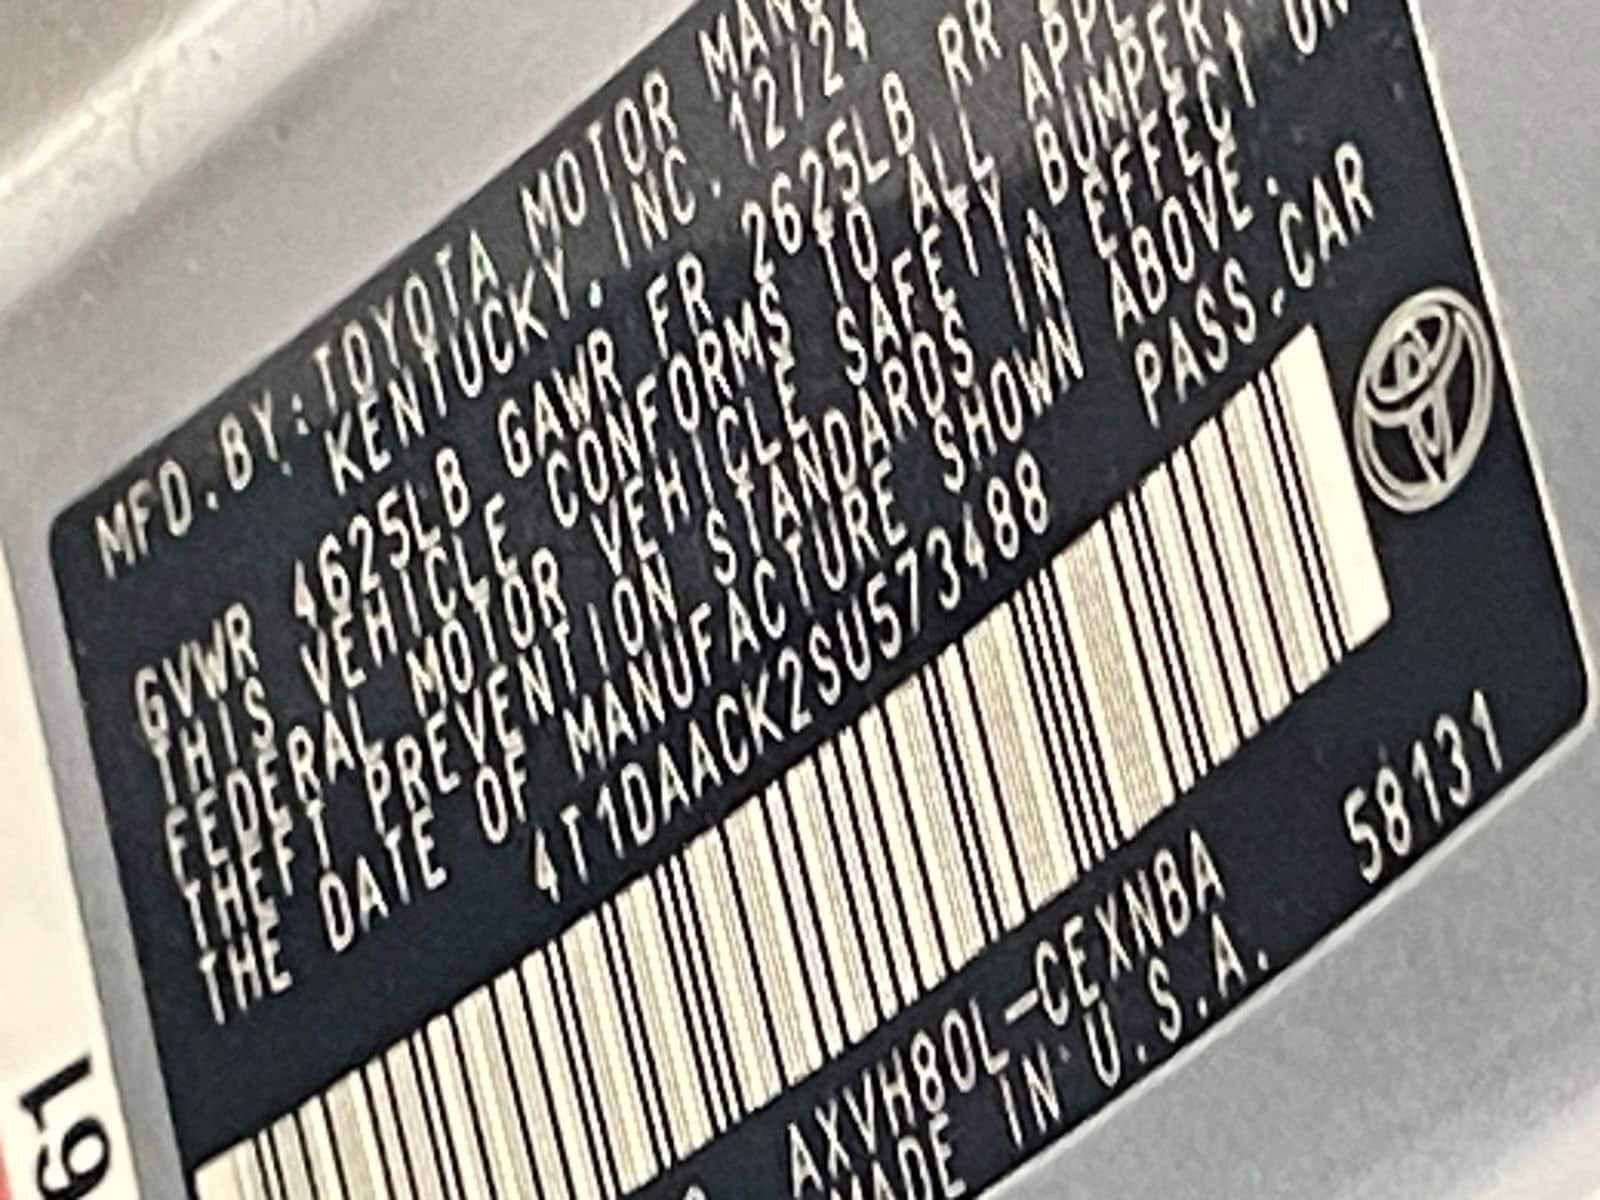 MFD.BY:TOYOTA MOTOR
KENTUCKY, INC. 12/24
GVWR 4625LB GAWR FR 2625LB RR
THIS VEHICLE CONFORMS TO ALL
FEDERAL MOTOR VEHICLE SAFETY, BUMPER,
THEFT PREVENTION STANDARDS IN EFFECT
THE DATE OF MANUFACTURE SHOWN ABOVE.
4T1DAACK2SU573488 PASS.CAR
58131
AXVH80L-CEXNBA
MADE IN U.S.A.
61